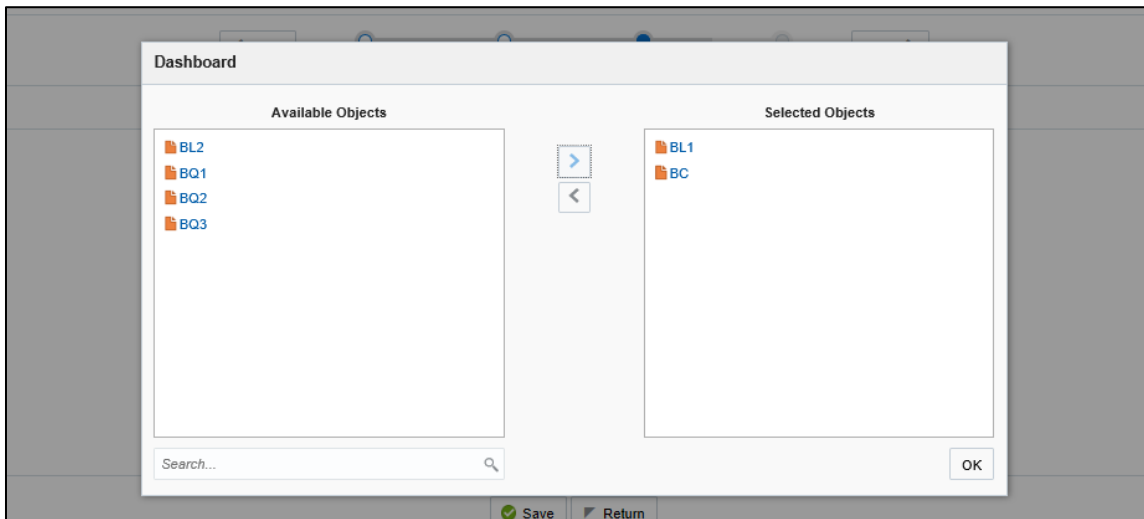 Dashboard
Available Objects
BL2
BQ1
BQ2
BQ3
Search...
Selected Objects
BL1
BC
OK
Save
Return